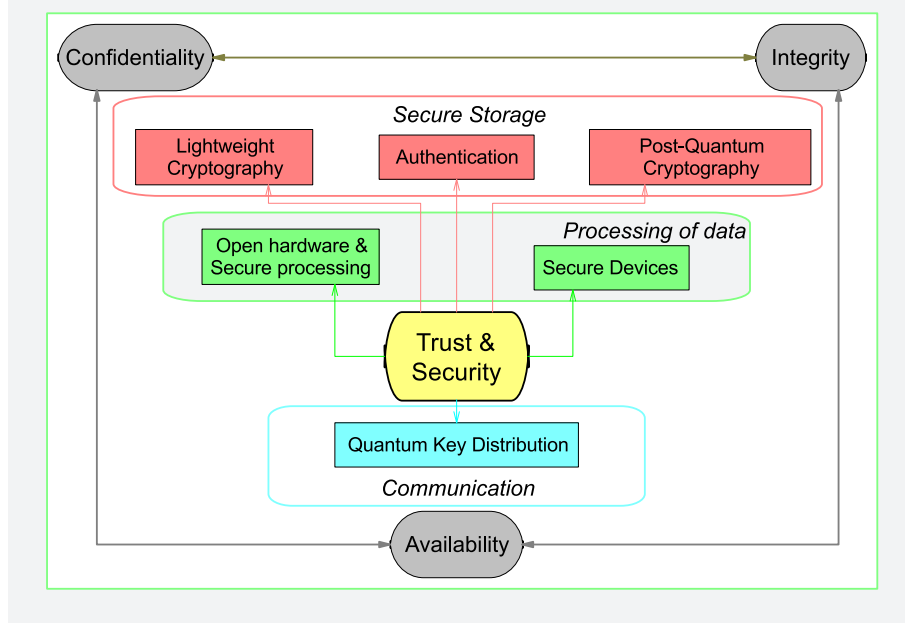 Confidentiality
Integrity
Secure Storage
Lightweight
Cryptography
Authentication
Post-Quantum
Cryptography
Processing of data
Open hardware &
Secure processing
Secure Devices
Trust &
Security
Quantum Key Distribution
Communication
Availability